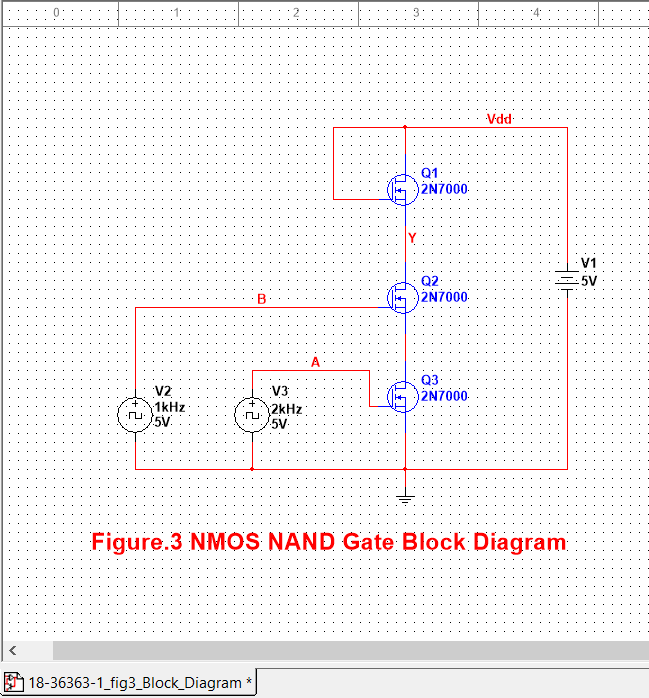 0 1 2 3 4
Vdd
Q1
2N7000
Y
Q2
2N7000
V1
5V
B
A
Q3
2N7000
V2
1kHz
5V
V3
2kHz
5V
Figure.3 NMOS NAND Gate Block Diagram
18-36363-1_fig3_Block_Diagram *